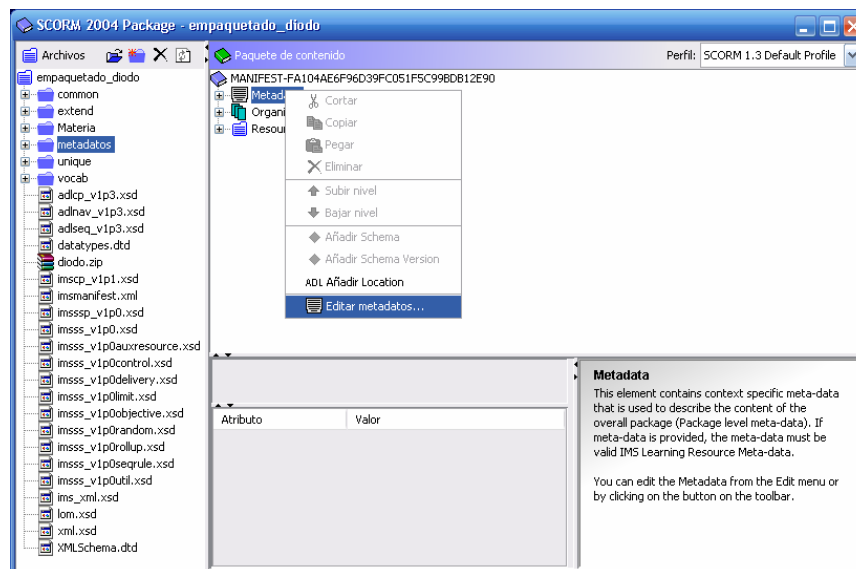 SCORM 2004 Package - empaquetado_diodo
Archivos
Paquete de contenido
Perfil: SCORM 1.3 Default Profile
empaquetado_diodo
common
extend
Materia
metadatos
unique
vocab
adlcp_v1p3.xsd
adlnav_v1p3.xsd
adlseq_v1p3.xsd
datatypes.dtd
diodo.zip
imscp_v1p1.xsd
imsmanifest.xml
imsssp_v1p0.xsd
imsss_v1p0.xsd
imsss_v1p0auxresource.xsd
imsss_v1p0control.xsd
imsss_v1p0delivery.xsd
imsss_v1p0limit.xsd
imsss_v1p0objective.xsd
imsss_v1p0random.xsd
imsss_v1p0rollup.xsd
imsss_v1p0seqrule.xsd
imsss_v1p0util.xsd
ims_xml.xsd
lom.xsd
xml.xsd
XMLSchema.dtd
MANIFEST-FA104AE6F96D39FC051F5C99BDB12E90
Metad
Organi
Resour
Cortar
Copiar
Pegar
Eliminar
Subir nivel
Bajar nivel
Añadir Schema
Añadir Schema Version
ADL Añadir Location
Editar metadatos...
Atributo Valor
Metadata
This element contains context specific meta-data
that is used to describe the content of the
overall package (Package level meta-data). If
meta-data is provided, the meta-data must be
valid IMS Learning Resource Meta-data.
You can edit the Metadata from the Edit menu or
by clicking on the button on the toolbar.